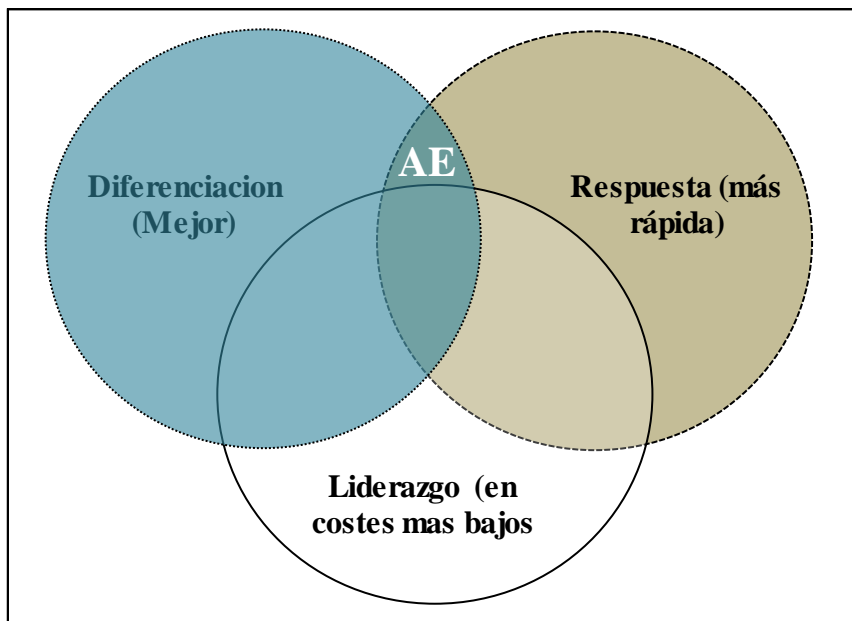 AE
Diferenciacion
(Mejor)
Respuesta (más
rápida)
Liderazgo (en
costes mas bajos